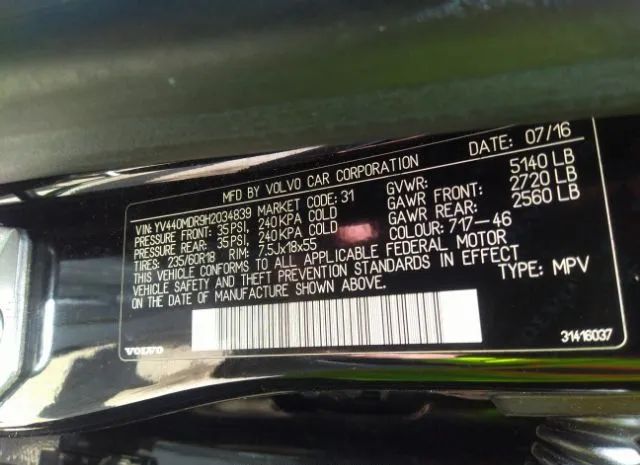 MFD BY VOLVO CAR CORPORATION DATE: 07/16
VIN: YV440MDR9H2034839 MARKET CODE: 31 GVWR: 5140 LB
PRESSURE FRONT: 35 PSI, 240 KPA COLD GAWR FRONT: 2720 LB
PRESSURE REAR: 35 PSI, 240 KPA COLD GAWR REAR: 2560 LB
TIRES: 235/60R18 RIM: 7,5Jx18x55 COLOUR: 717-46
THIS VEHICLE CONFORMS TO ALL APPLICABLE FEDERAL MOTOR
VEHICLE SAFETY AND THEFT PREVENTION STANDARDS IN EFFECT
ON THE DATE OF MANUFACTURE SHOWN ABOVE. TYPE: MPV
VOLVO 31416037